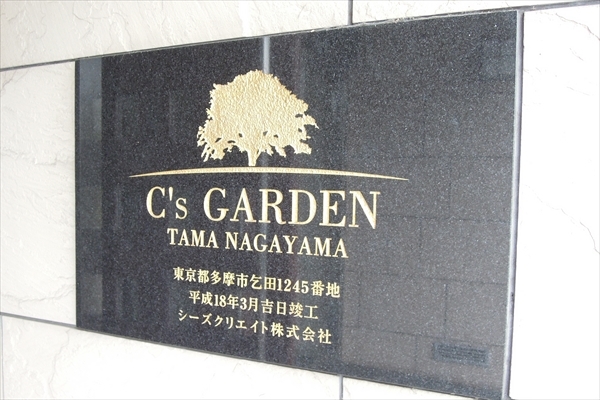 C's GARDEN
TAMA NAGAYAMA
東京都多摩市乞田1245番地
平成18年3月吉日竣工
シーズクリエイト株式会社